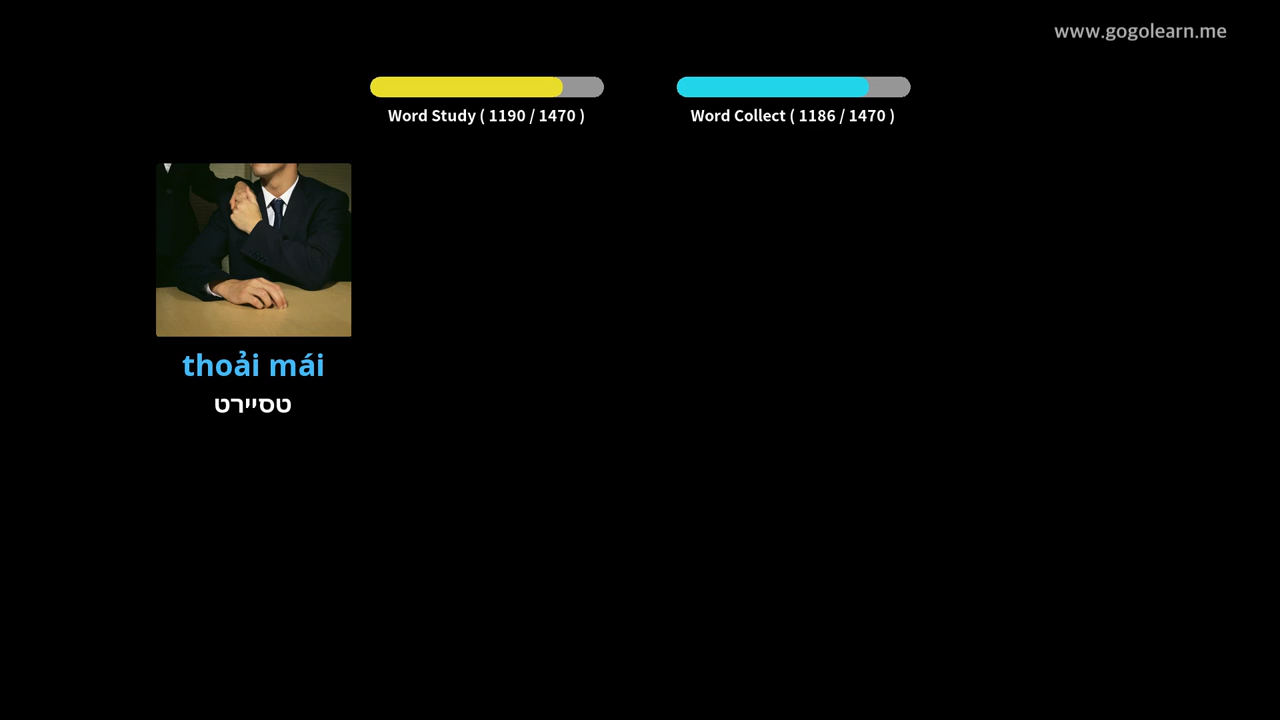 www.gogolearn.me
Word Study ( 1190 / 1470 )
Word Collect ( 1186 / 1470 )
thoải mái
טסיירט